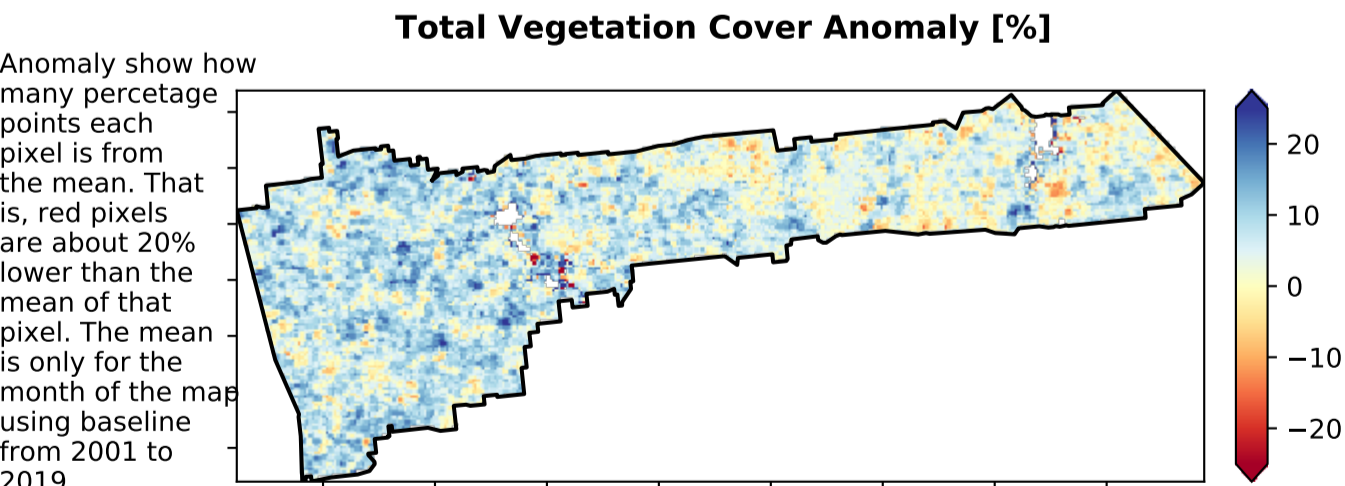 Total Vegetation Cover Anomaly [%]
Anomaly show how
many percetage
points each
pixel is from
the mean. That
is, red pixels
are about 20%
lower than the
mean of that
pixel. The mean
is only for the
month of the map
using baseline
from 2001 to
2019
20
10
0
−10
−20